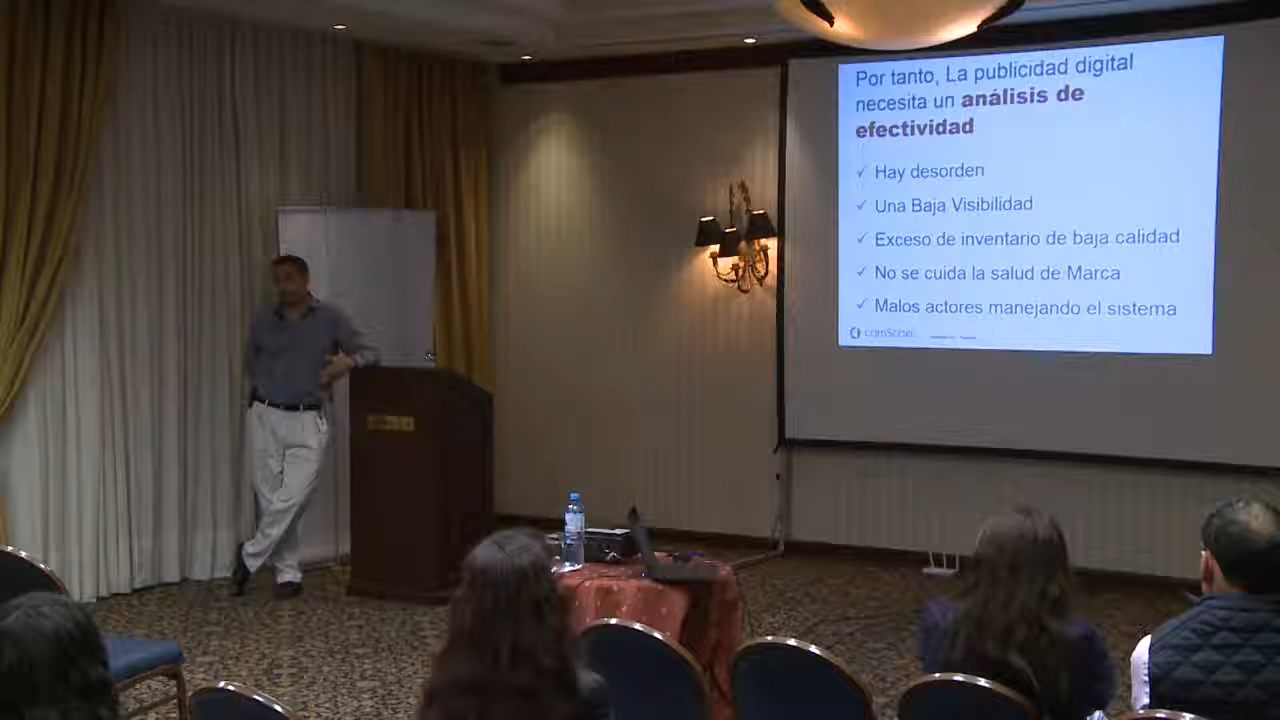 Por tanto, La publicidad digital
necesita un análisis de
efectividad
✓ Hay desorden
✓ Una Baja Visibilidad
✓ Exceso de inventario de baja calidad
✓ No se cuida la salud de Marca
✓ Malos actores manejando el sistema
comScore